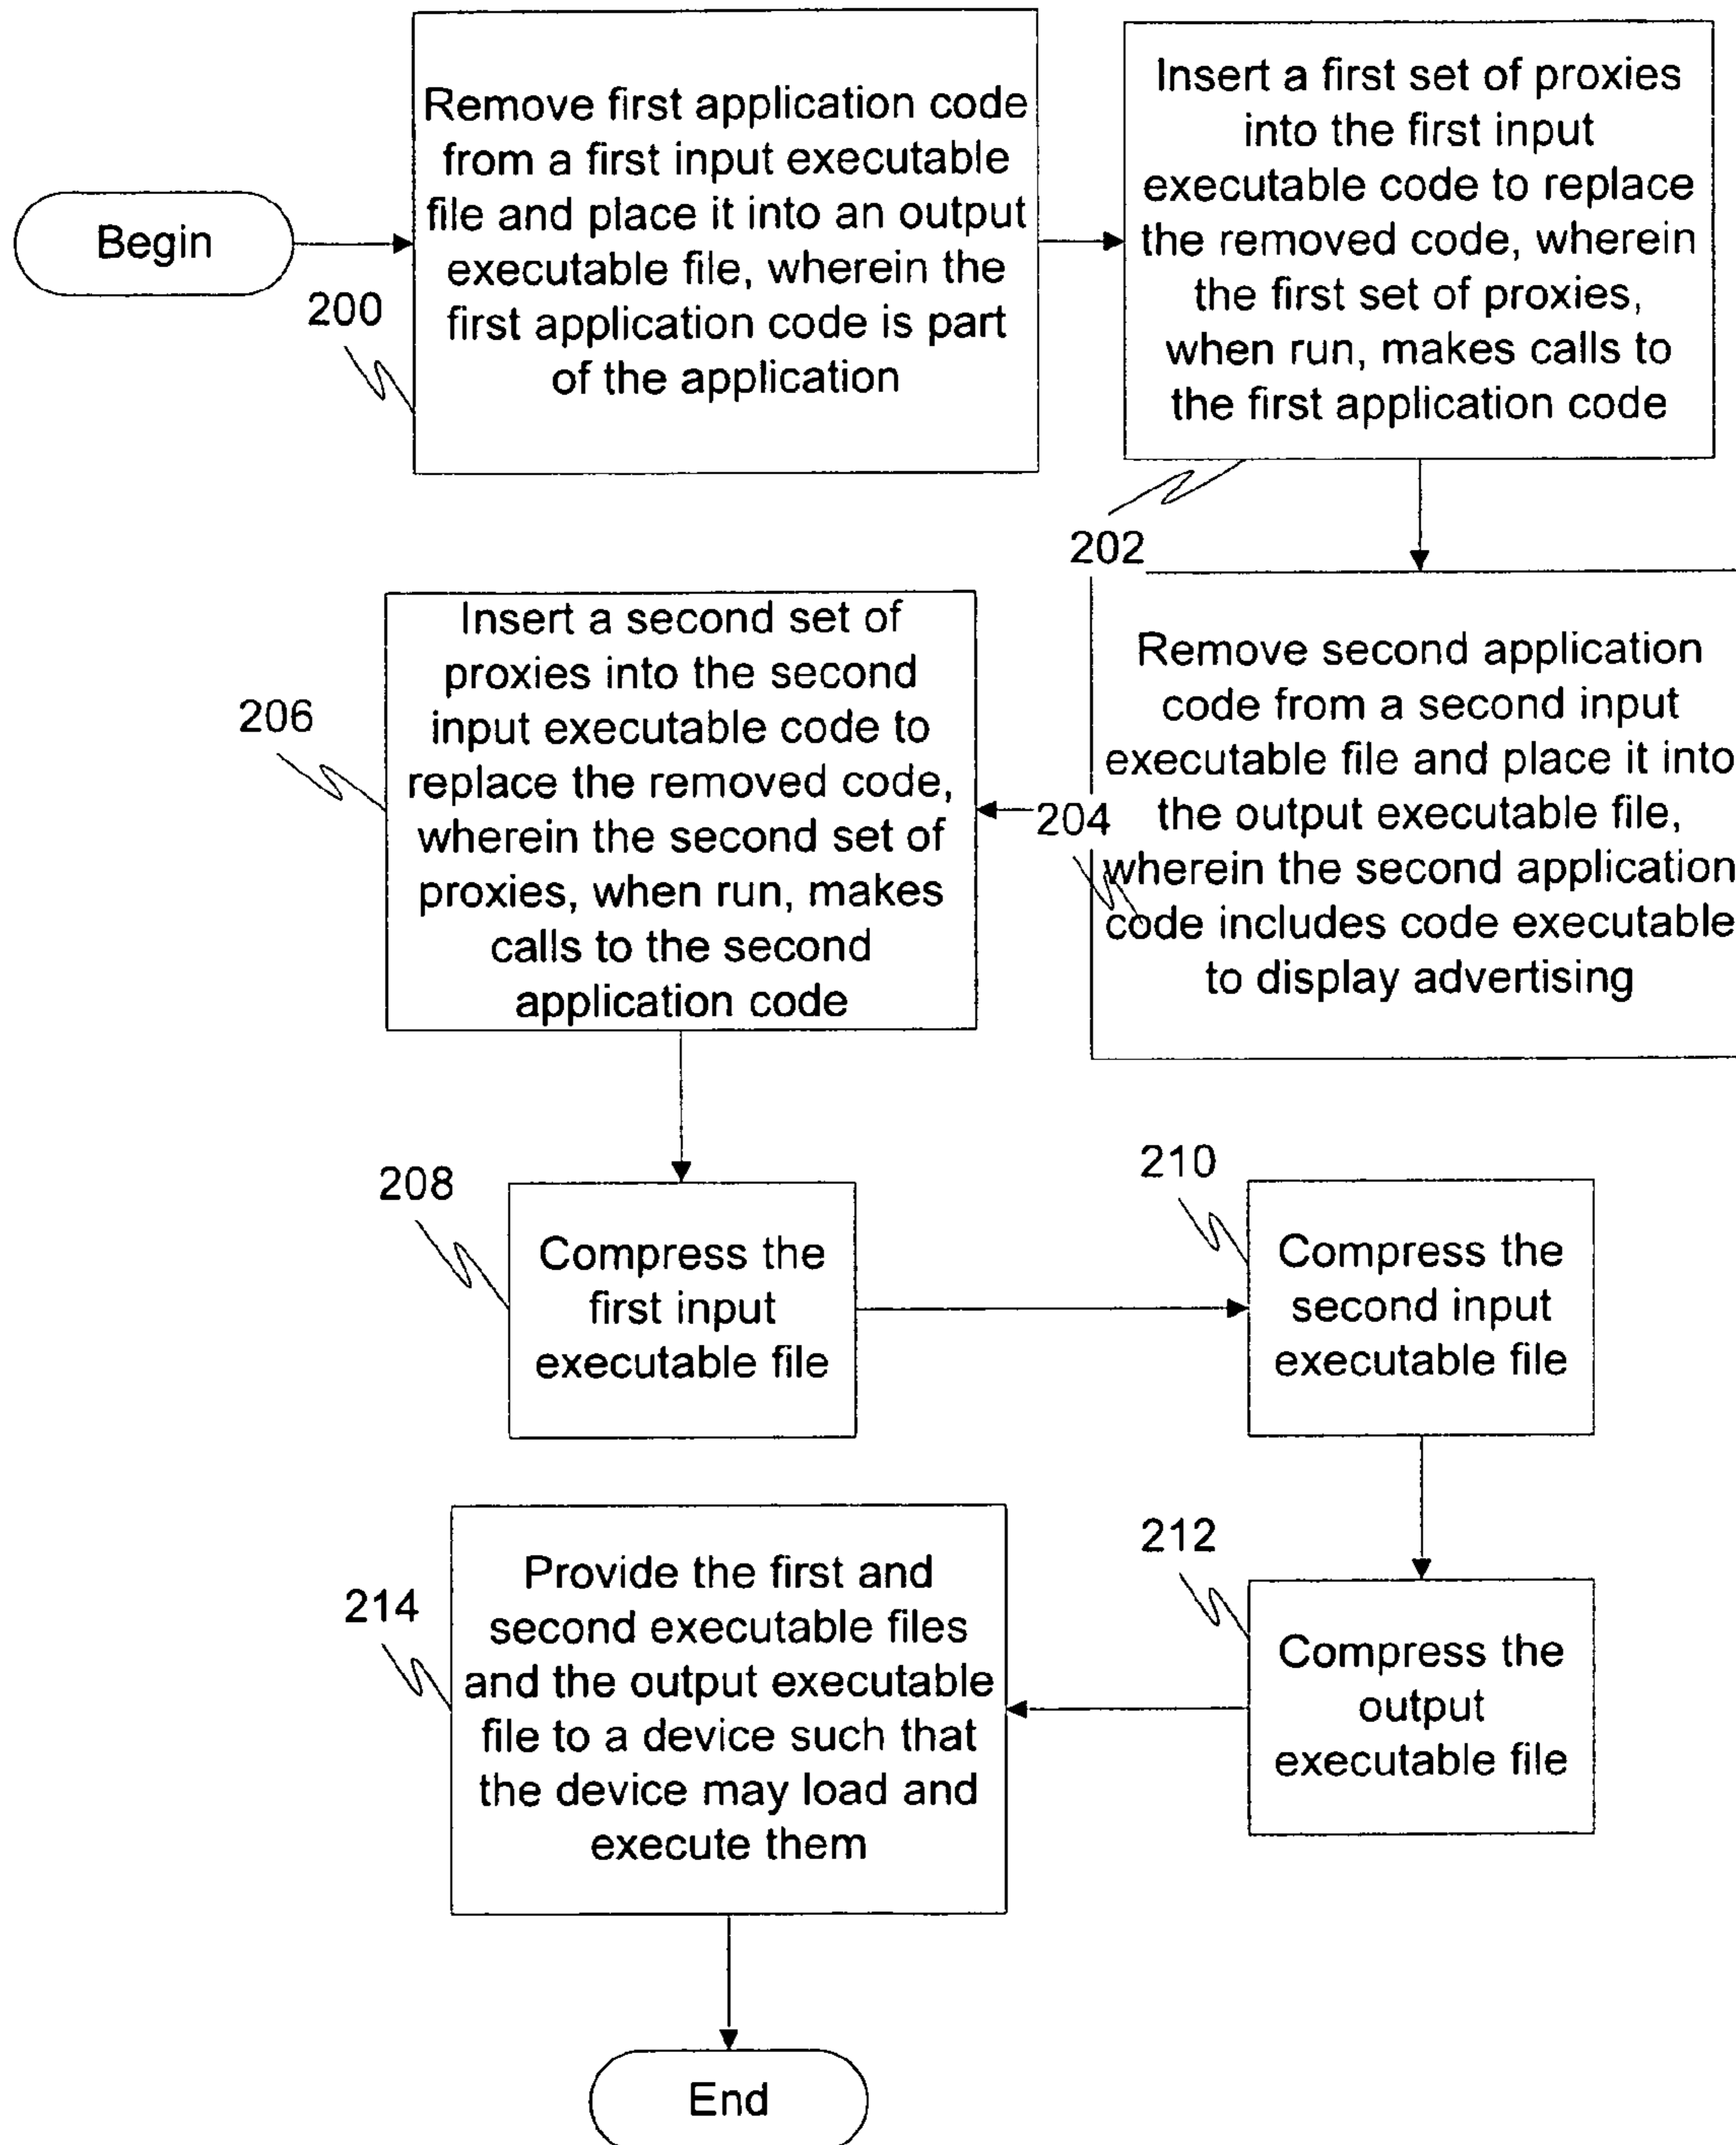 Begin
200
Remove first application code
from a first input executable
file and place it into an output
executable file, wherein the
first application code is part
of the application
Insert a first set of proxies
into the first input
executable code to replace
the removed code, wherein
the first set of proxies,
when run, makes calls to
the first application code
202
Remove second application
code from a second input
executable file and place it into
the output executable file,
wherein the second application
code includes code executable
to display advertising
204
Insert a second set of
proxies into the second
input executable code to
replace the removed code,
wherein the second set of
proxies, when run, makes
calls to the second
application code
206
208
Compress the
first input
executable file
210
Compress the
second input
executable file
212
Compress the
output
executable file
214
Provide the first and
second executable files
and the output executable
file to a device such that
the device may load and
execute them
End